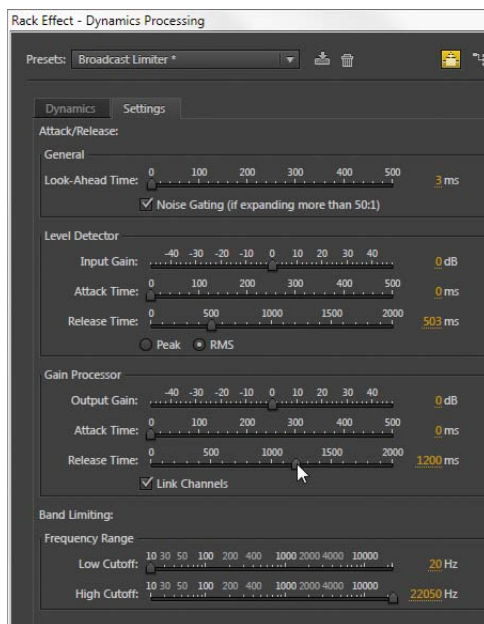 Rack Effect - Dynamics Processing
Presets: Broadcast Limiter *
Dynamics Settings
Attack/Release:
General
0 100 200 300 400 500
Look-Ahead Time: 3 ms
Noise Gating (if expanding more than 50:1)
Level Detector
-40 -30 -20 -10 0 10 20 30 40
Input Gain: 0 dB
0 100 200 300 400 500
Attack Time: 0 ms
0 500 1000 1500 2000
Release Time: 503 ms
Peak RMS
Gain Processor
-40 -30 -20 -10 0 10 20 30 40
Output Gain: 0 dB
0 100 200 300 400 500
Attack Time: 0 ms
0 500 1000 1500 2000
Release Time: 1200 ms
Link Channels
Band Limiting:
Frequency Range
10 30 50 100 200 400 1000 2000 4000 10000
Low Cutoff: 20 Hz
10 30 50 100 200 400 1000 2000 4000 10000
High Cutoff: 22050 Hz